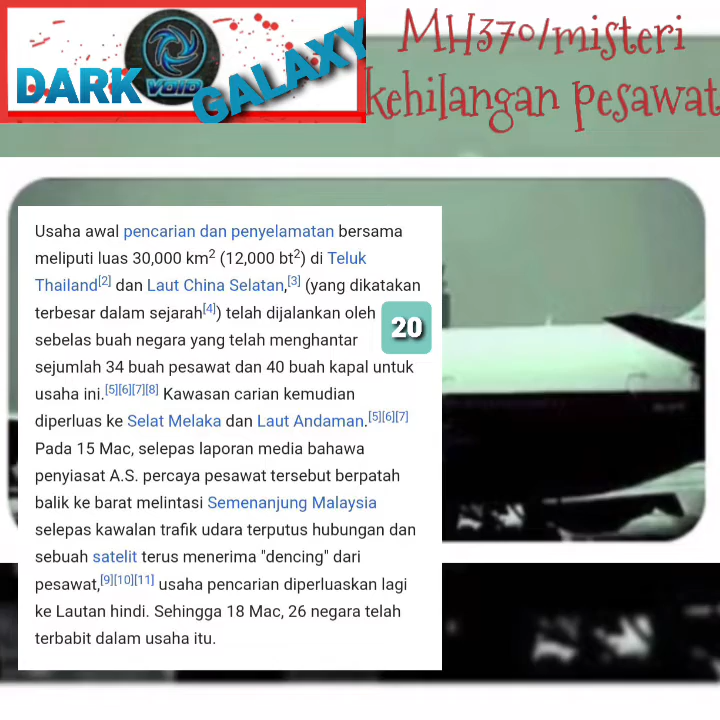 DARK
VOID
GALAXY
MH370/misteri
kehilangan pesawat
Usaha awal pencarian dan penyelamatan bersama
meliputi luas 30,000 km² (12,000 bt²) di Teluk
Thailand[2] dan Laut China Selatan,[3] (yang dikatakan
terbesar dalam sejarah[4]) telah dijalankan oleh
sebelas buah negara yang telah menghantar
20
sejumlah 34 buah pesawat dan 40 buah kapal untuk
usaha ini.[5][6][7][8] Kawasan carian kemudian
diperluas ke Selat Melaka dan Laut Andaman.[5][6][7]
Pada 15 Mac, selepas laporan media bahawa
penyiasat A.S. percaya pesawat tersebut berpatah
balik ke barat melintasi Semenanjung Malaysia
selepas kawalan trafik udara terputus hubungan dan
sebuah satelit terus menerima "dencing" dari
pesawat,[9][10][11] usaha pencarian diperluaskan lagi
ke Lautan hindi. Sehingga 18 Mac, 26 negara telah
terbabit dalam usaha itu.